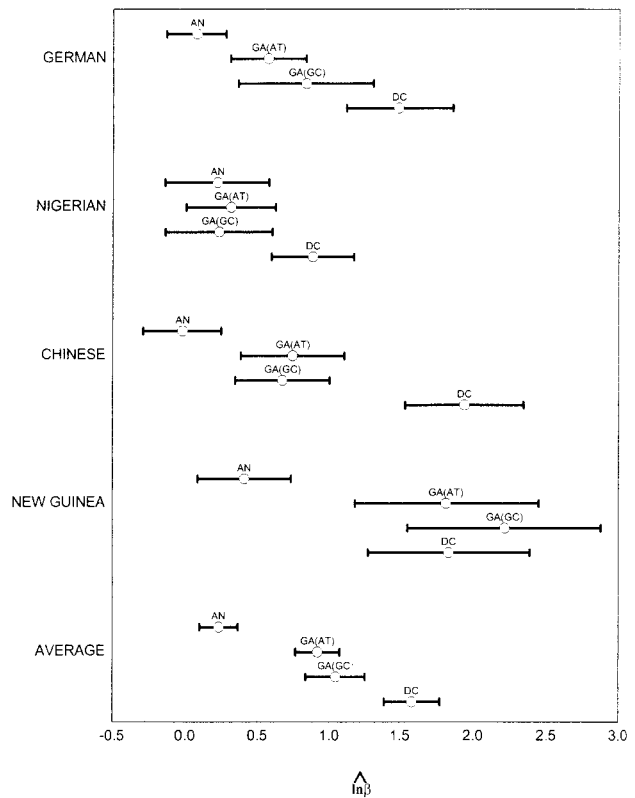 AN
GERMAN
GA(AT)
GA(GC)
DC
AN
NIGERIAN
GA(AT)
GA(GC)
DC
AN
CHINESE
GA(AT)
GA(GC)
DC
AN
NEW GUINEA
GA(AT)
GA(GC)
DC
AN
AVERAGE
GA(AT)
GA(GC)
DC
-0.5 0.0 0.5 1.0 1.5 2.0 2.5 3.0
l̂nβ